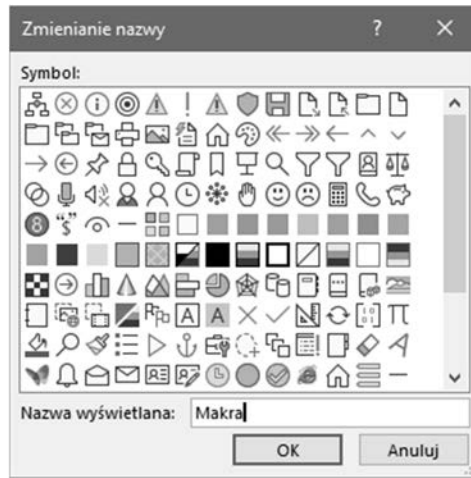 Zmienianie nazwy ? ×
Symbol:
Nazwa wyświetlana: Makra
OK Anuluj